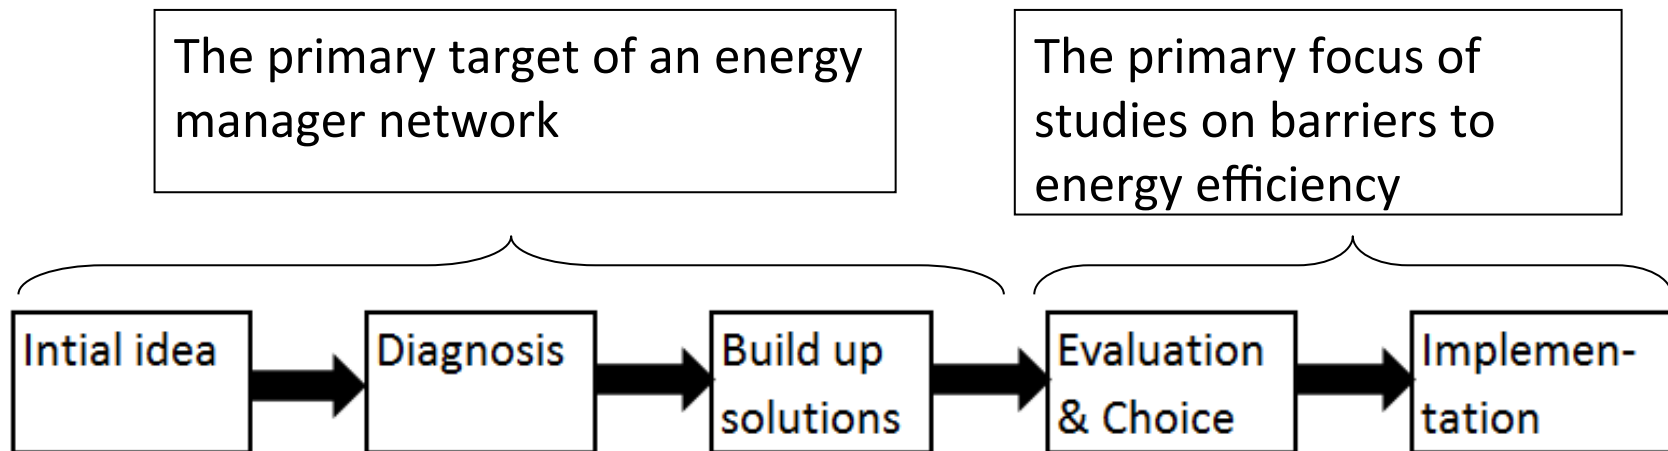 The primary target of an energy
manager network
The primary focus of
studies on barriers to
energy efficiency
Intial idea
Diagnosis
Build up
solutions
Evaluation
& Choice
Implemen-
tation